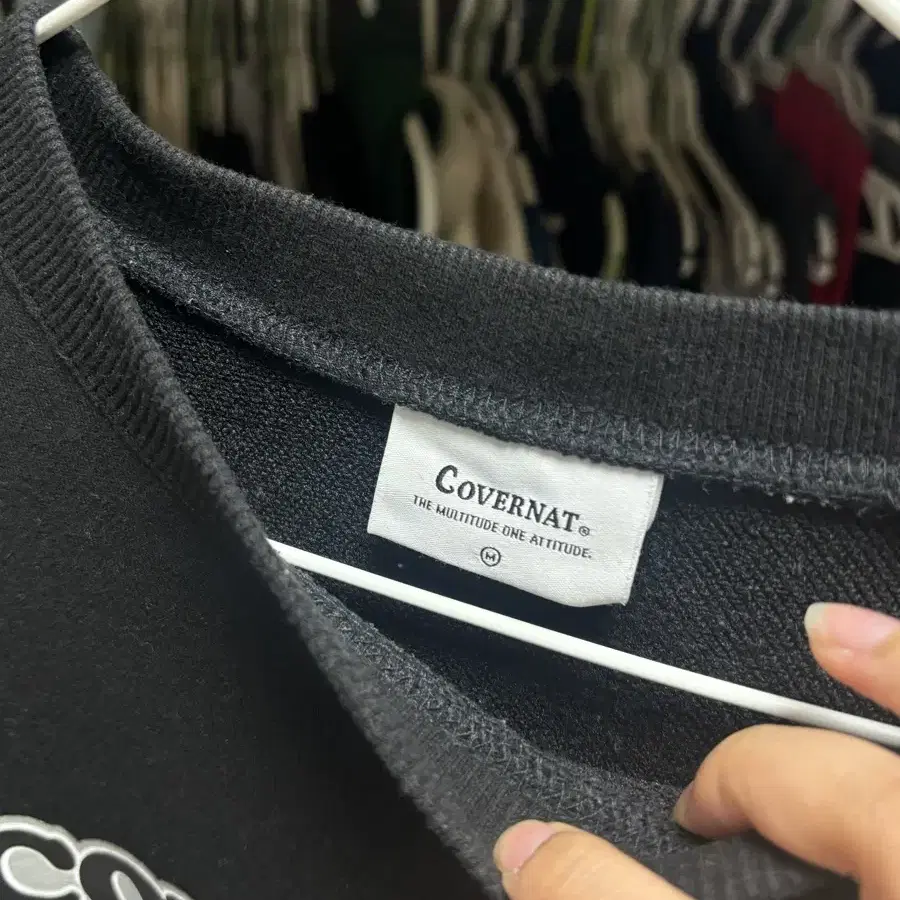 COVERNAT®
THE MULTITUDE ONE ATTITUDE.
M